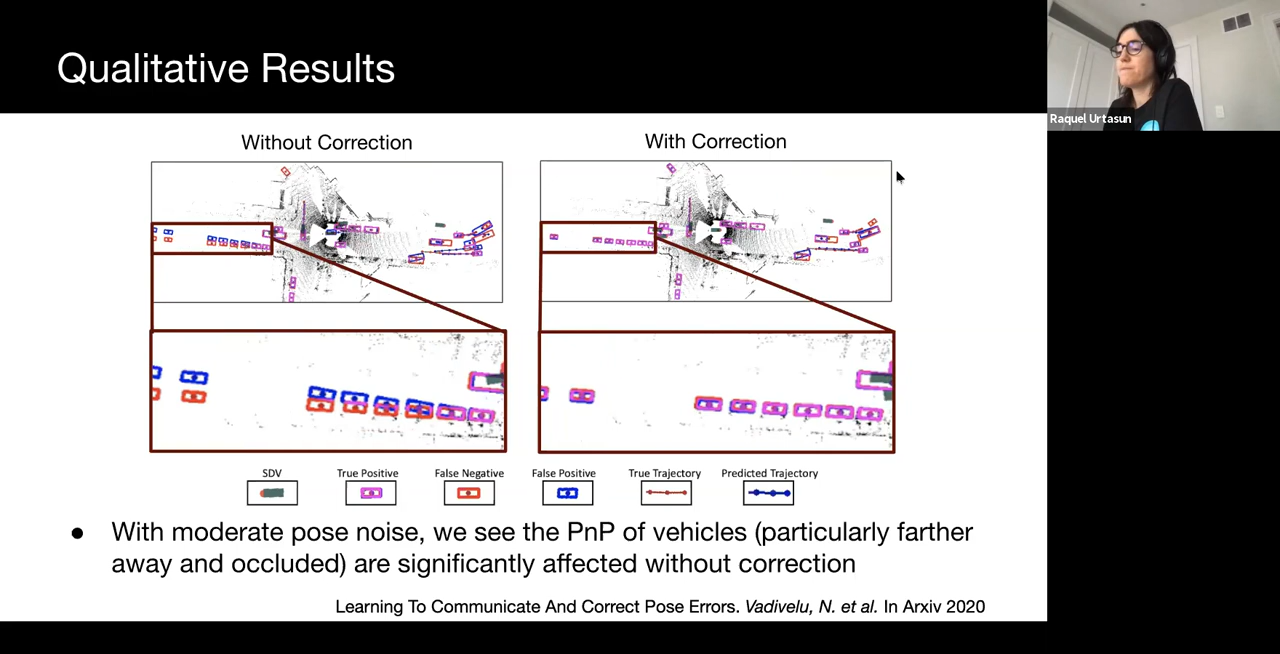 Qualitative Results
Raquel Urtasun
Without Correction
With Correction
SDV
True Positive
False Negative
False Positive
True Trajectory
Predicted Trajectory
● With moderate pose noise, we see the PnP of vehicles (particularly farther
away and occluded) are significantly affected without correction
Learning To Communicate And Correct Pose Errors. Vadivelu, N. et al. In Arxiv 2020